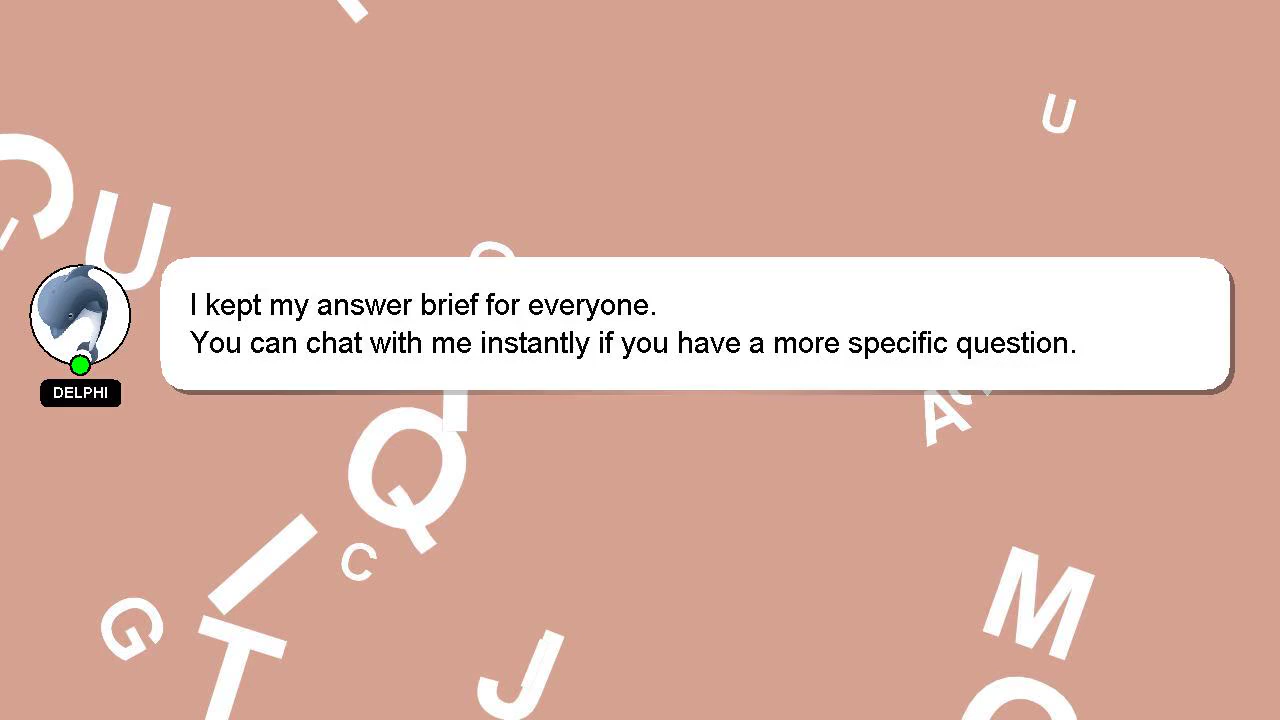 U
U
I kept my answer brief for everyone.
You can chat with me instantly if you have a more specific question.
DELPHI
A
Q
I
C
G
T
J
M